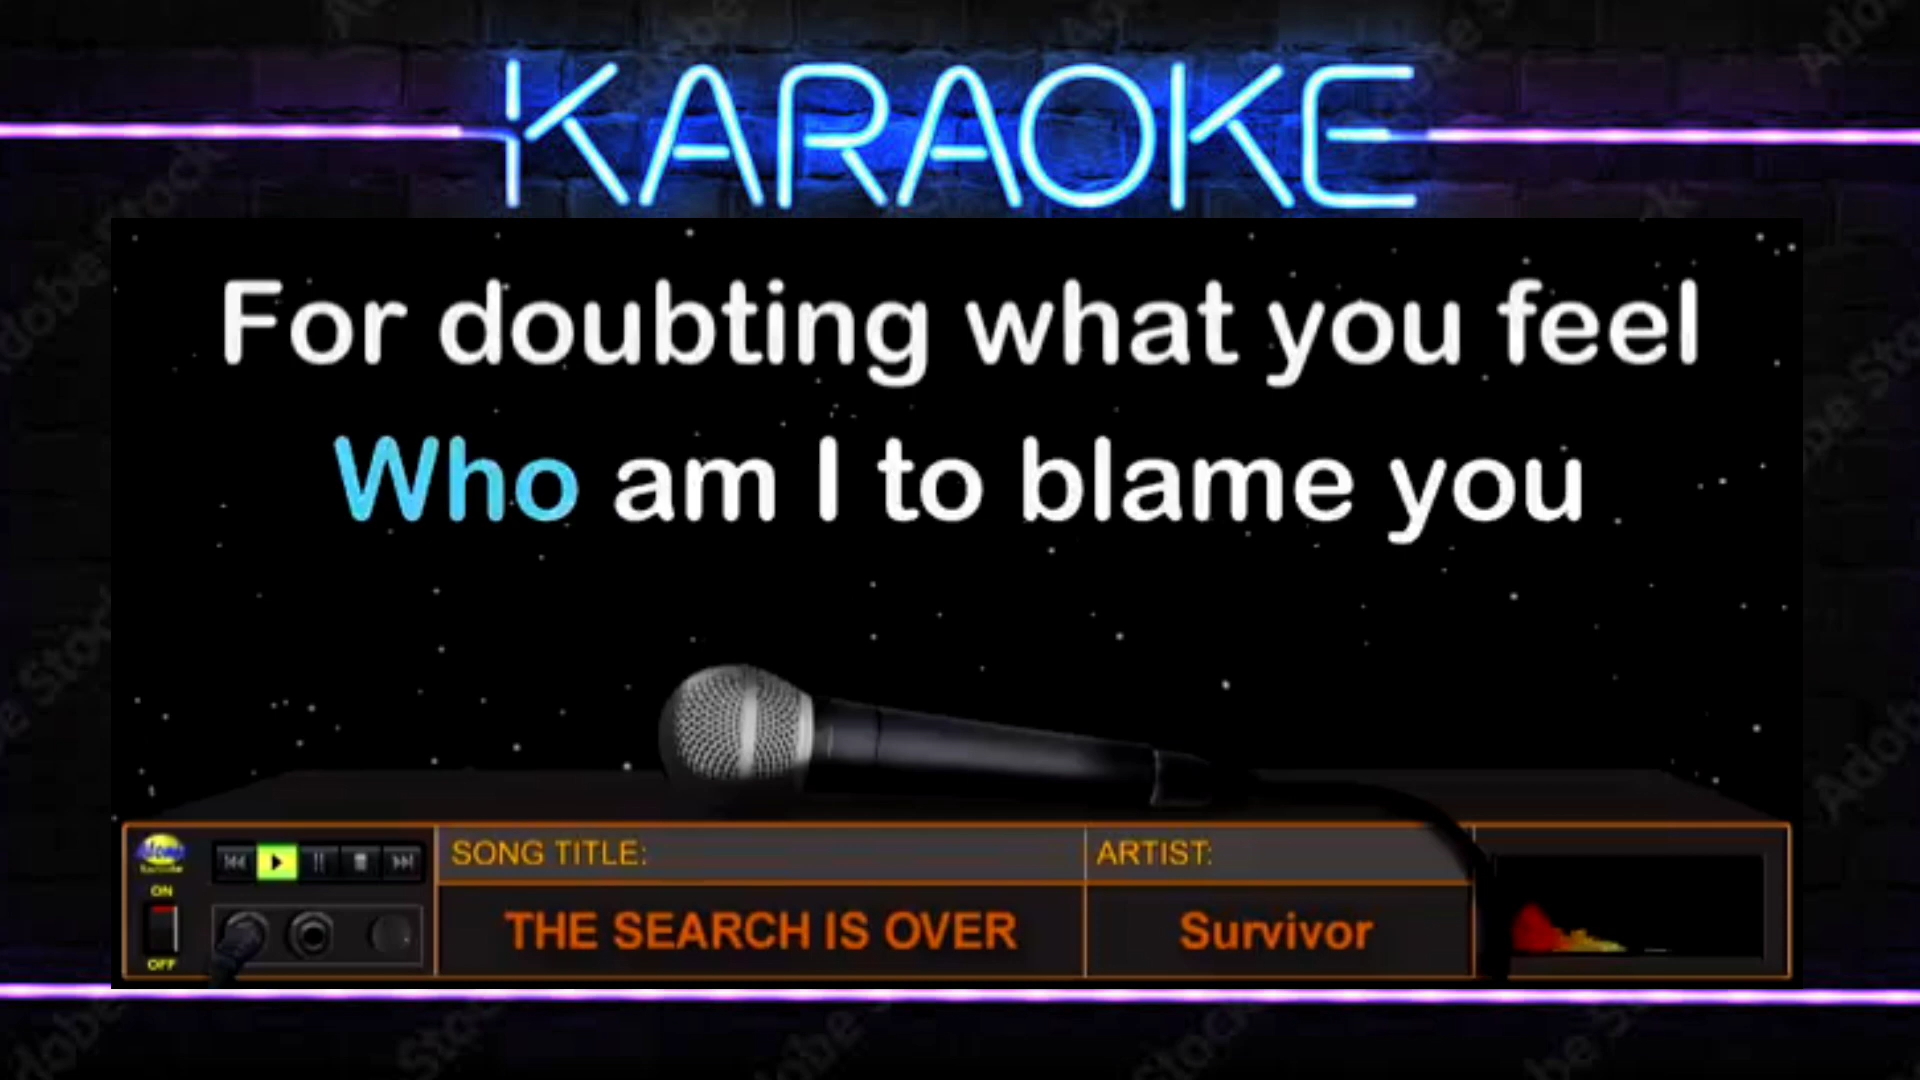 KARAOKE
For doubting what you feel
Who am I to blame you
SONG TITLE:
ARTIST:
ON
THE SEARCH IS OVER
Survivor
OFF